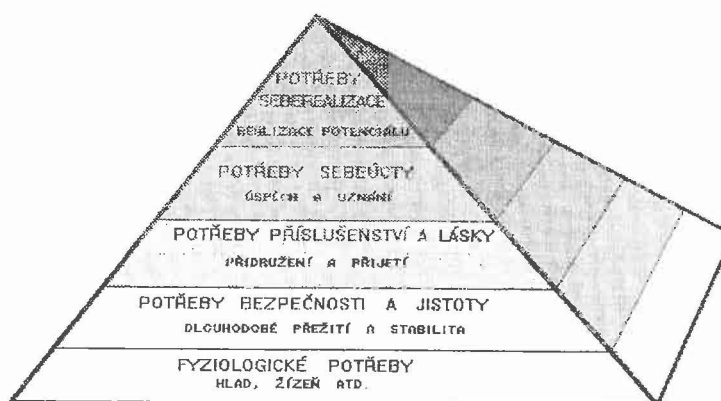 POTŘEBY
SEBEREALIZACE
REALIZACE POTENCIÁLU
POTŘEBY SEBEÚCTY
ÚSPĚCH A UZNÁNÍ
POTŘEBY PŘÍSLUŠENSTVÍ A LÁSKY
PŘIDRUŽENÍ A PŘIJETÍ
POTŘEBY BEZPEČNOSTI A JISTOTY
DLOUHODOBÉ PŘEŽITÍ A STABILITA
FYZIOLOGICKÉ POTŘEBY
HLAD, ŽÍZEŇ ATD.